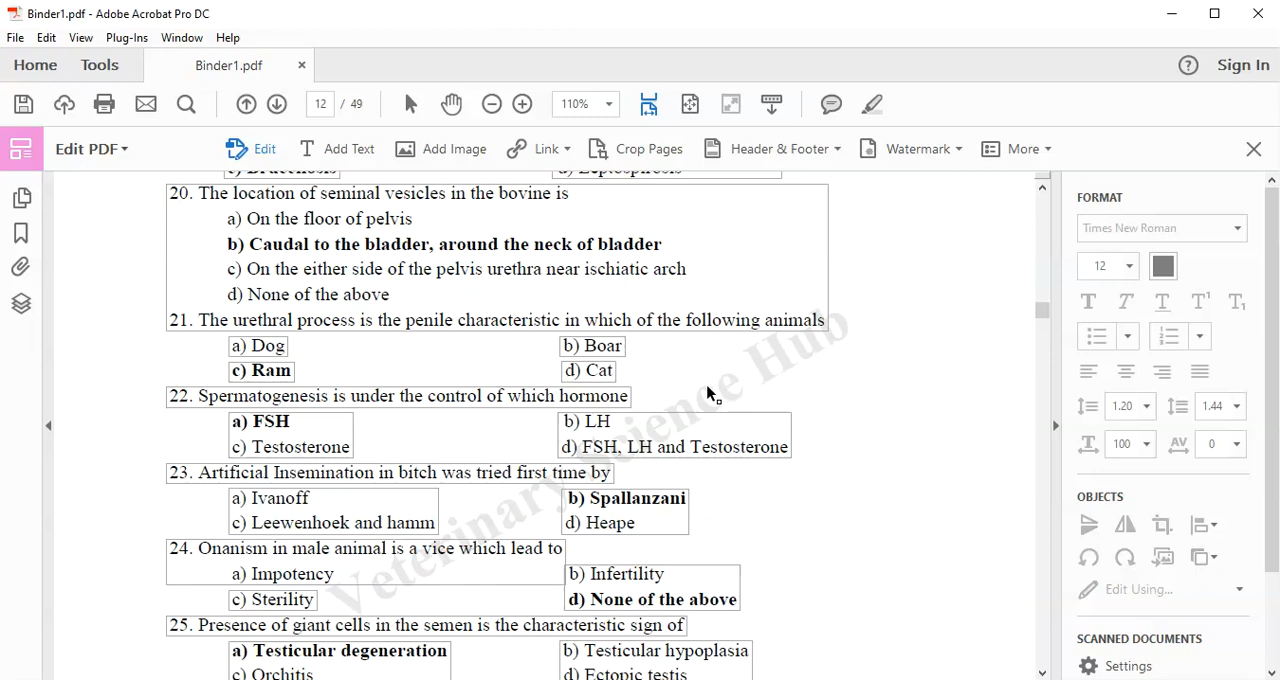 Binder1.pdf - Adobe Acrobat Pro DC
File Edit View Plug-Ins Window Help
Home Tools Binder1.pdf × ? Sign In
12 / 49 110%
Edit PDF Edit Add Text Add Image Link Crop Pages Header & Footer Watermark More
c) Brucellosis d) Leptospirosis
20. The location of seminal vesicles in the bovine is
a) On the floor of pelvis
b) Caudal to the bladder, around the neck of bladder
c) On the either side of the pelvis urethra near ischiatic arch
d) None of the above
21. The urethral process is the penile characteristic in which of the following animals
a) Dog b) Boar
c) Ram d) Cat
22. Spermatogenesis is under the control of which hormone
a) FSH b) LH
c) Testosterone d) FSH, LH and Testosterone
23. Artificial Insemination in bitch was tried first time by
a) Ivanoff b) Spallanzani
c) Leewenhoek and hamm d) Heape
24. Onanism in male animal is a vice which lead to
a) Impotency b) Infertility
c) Sterility d) None of the above
25. Presence of giant cells in the semen is the characteristic sign of
a) Testicular degeneration b) Testicular hypoplasia
c) Orchitis d) Ectopic testis
Veterinary Science Hub
FORMAT
Times New Roman
12
T T T T1 T1
1.20 1.44
100 AV 0
OBJECTS
Edit Using...
SCANNED DOCUMENTS
Settings